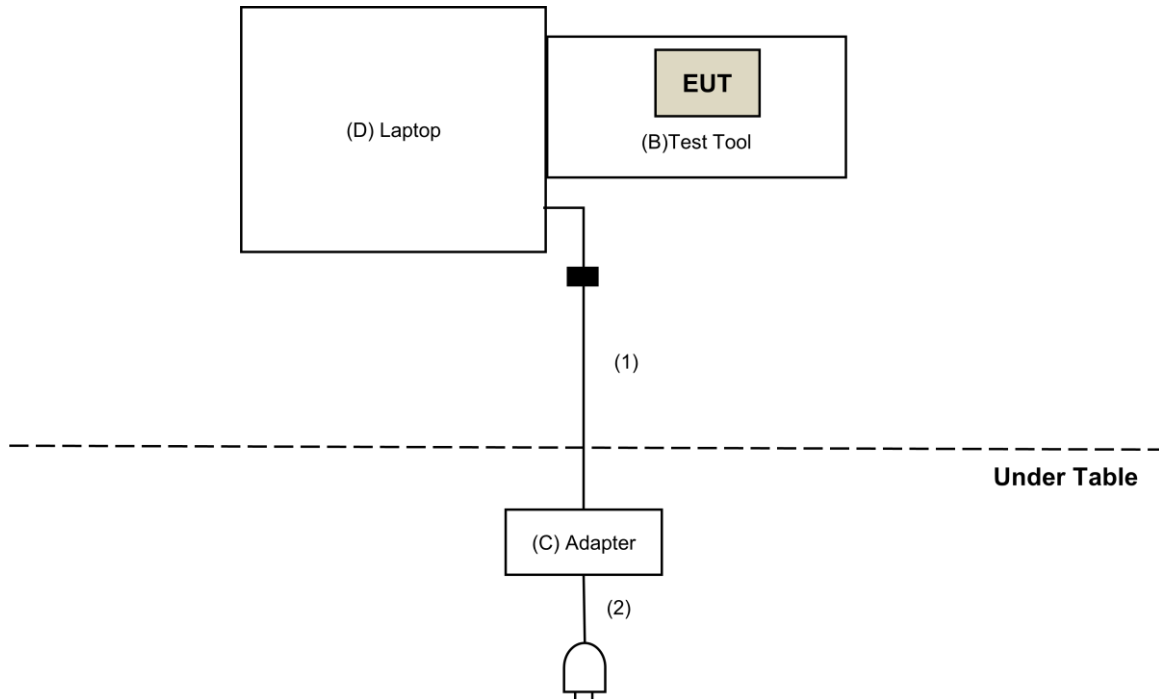 EUT
(D) Laptop
(B)Test Tool
(1)
Under Table
(C) Adapter
(2)